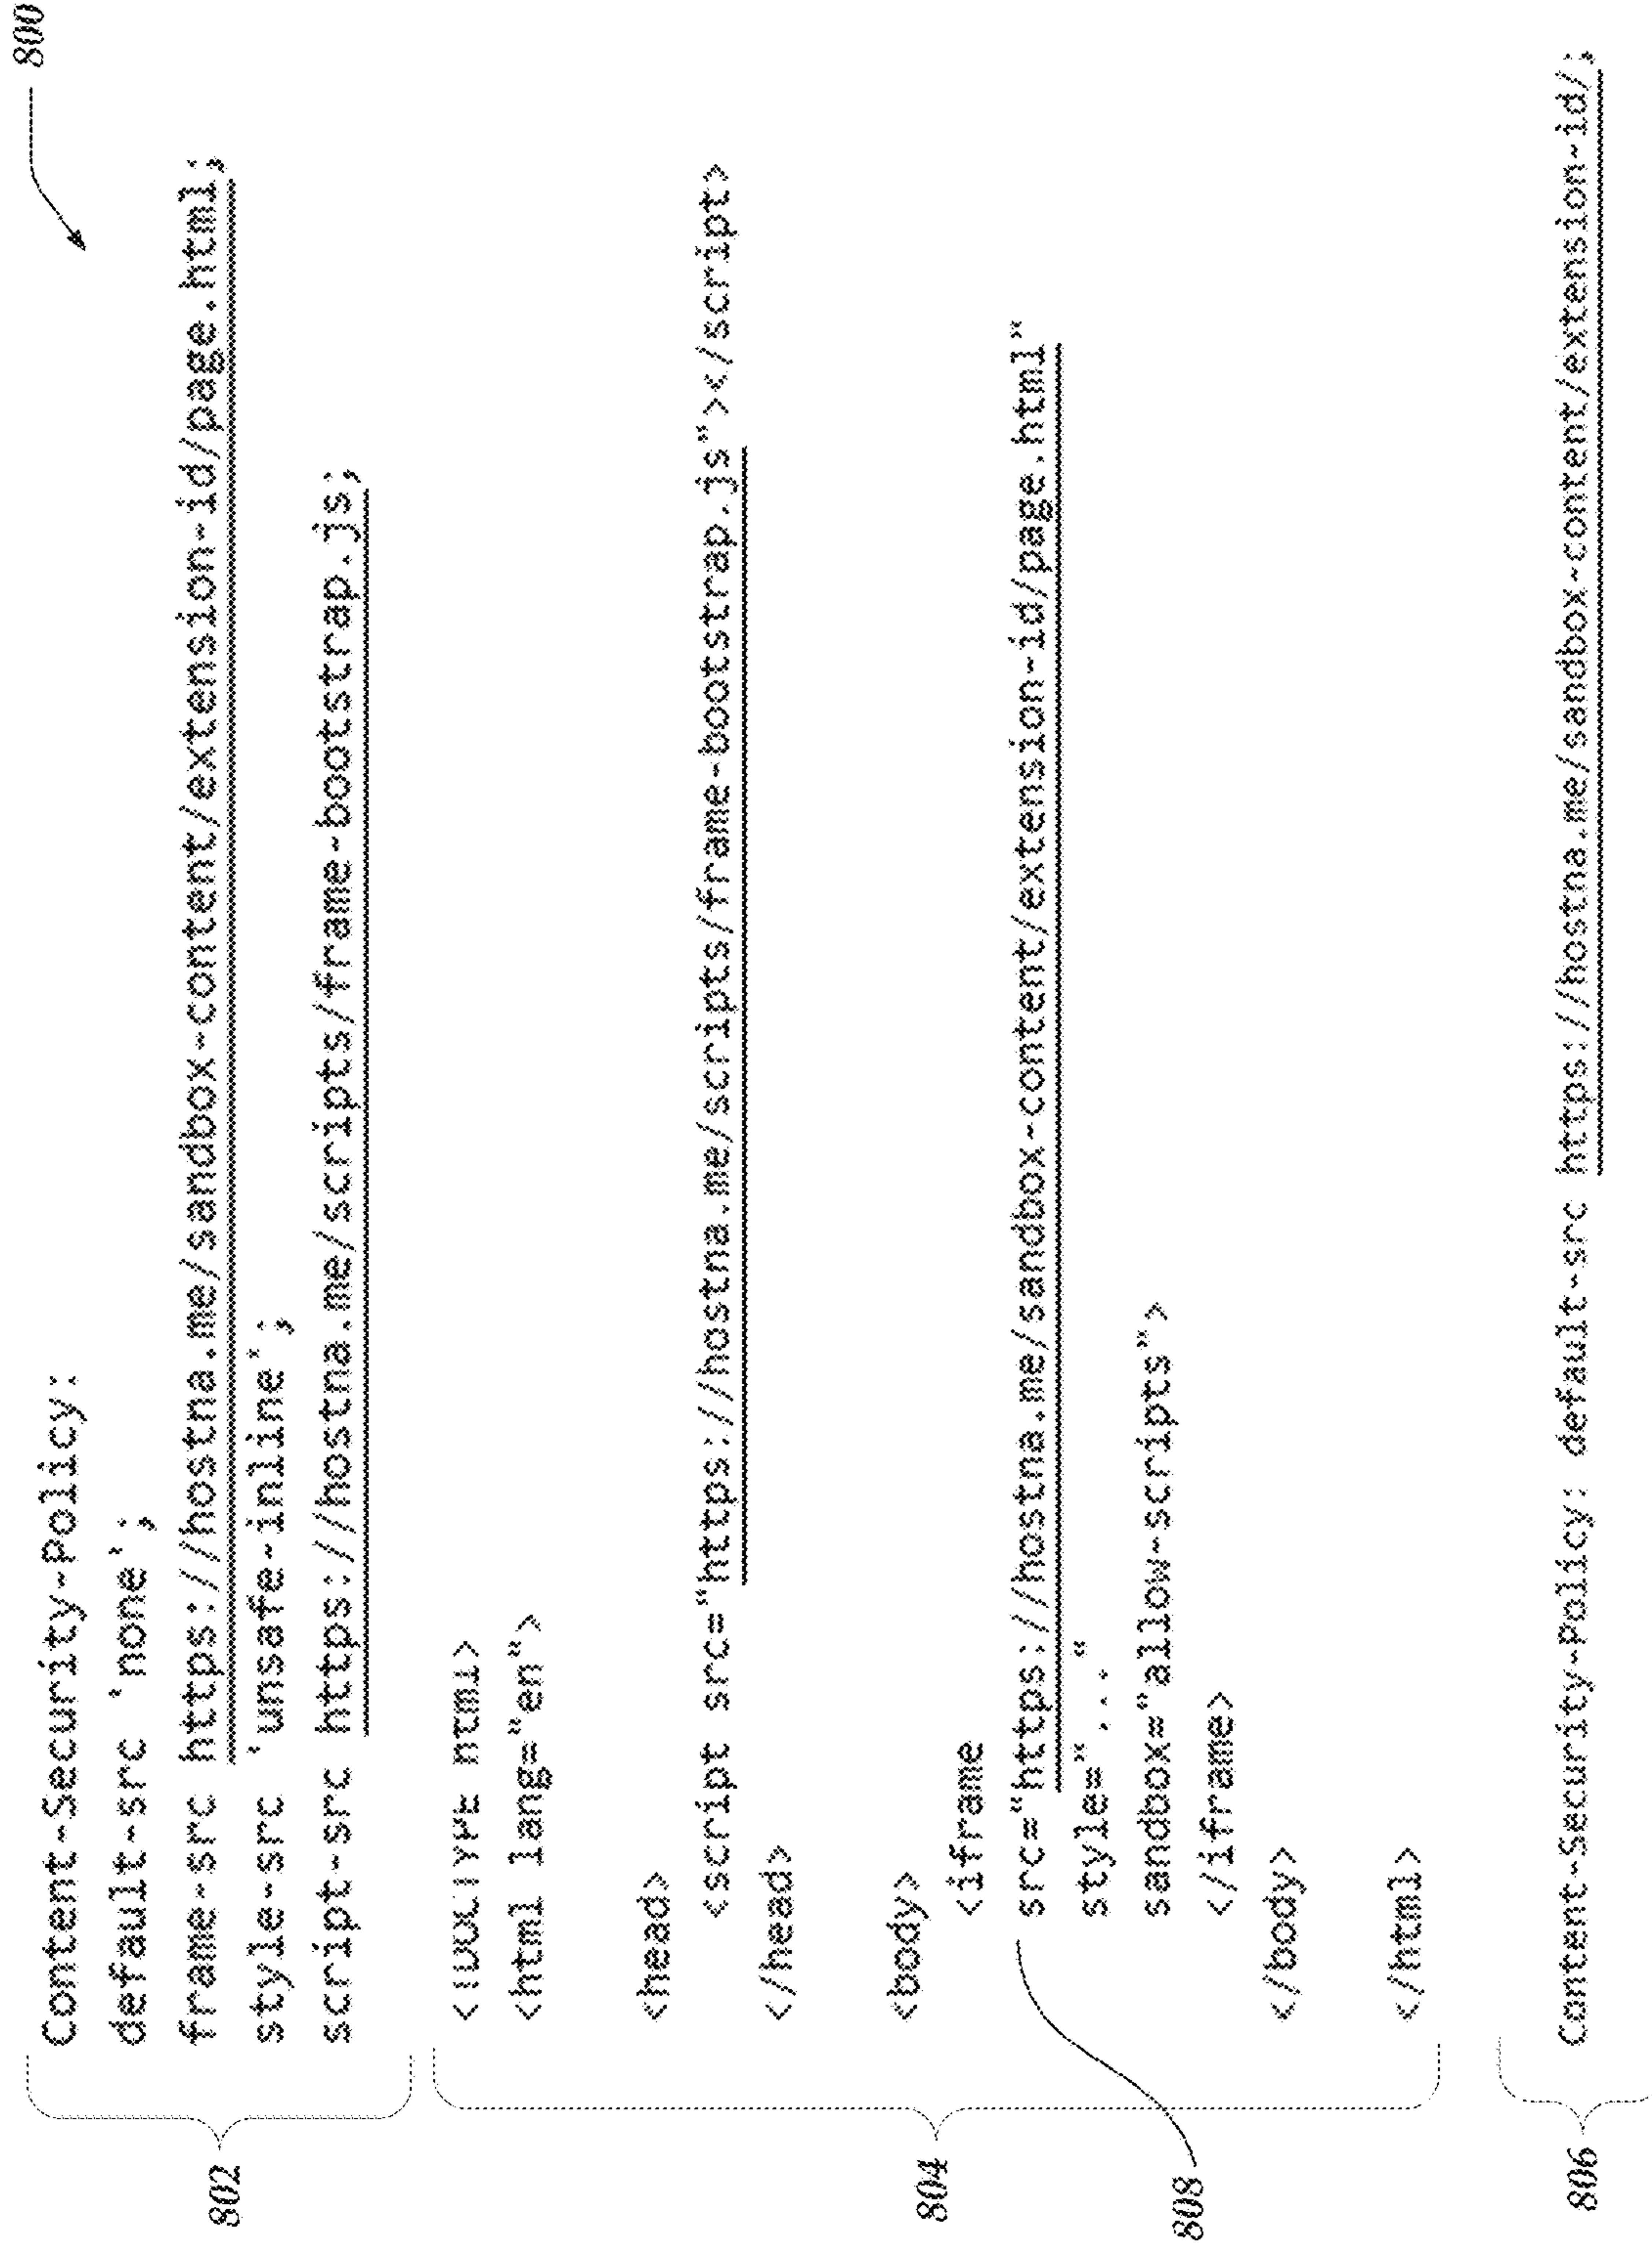 800
802
Content-Security-Policy:
default-src 'none';
frame-src https://hostna.me/sandbox-content/extension-id/page.html;
style-src 'unsafe-inline';
script-src https://hostna.me/scripts/frame-bootstrap.js;
804
<!DOCTYPE html>
<html lang="en">
<head>
<script src="https://hostna.me/scripts/frame-bootstrap.js"></script>
</head>
<body>
<iframe
808
src="https://hostna.me/sandbox-content/extension-id/page.html"
style="..."
sandbox="allow-scripts">
</iframe>
</body>
</html>
806
Content-Security-Policy: default-src https://hostna.me/sandbox-content/extension-id/;